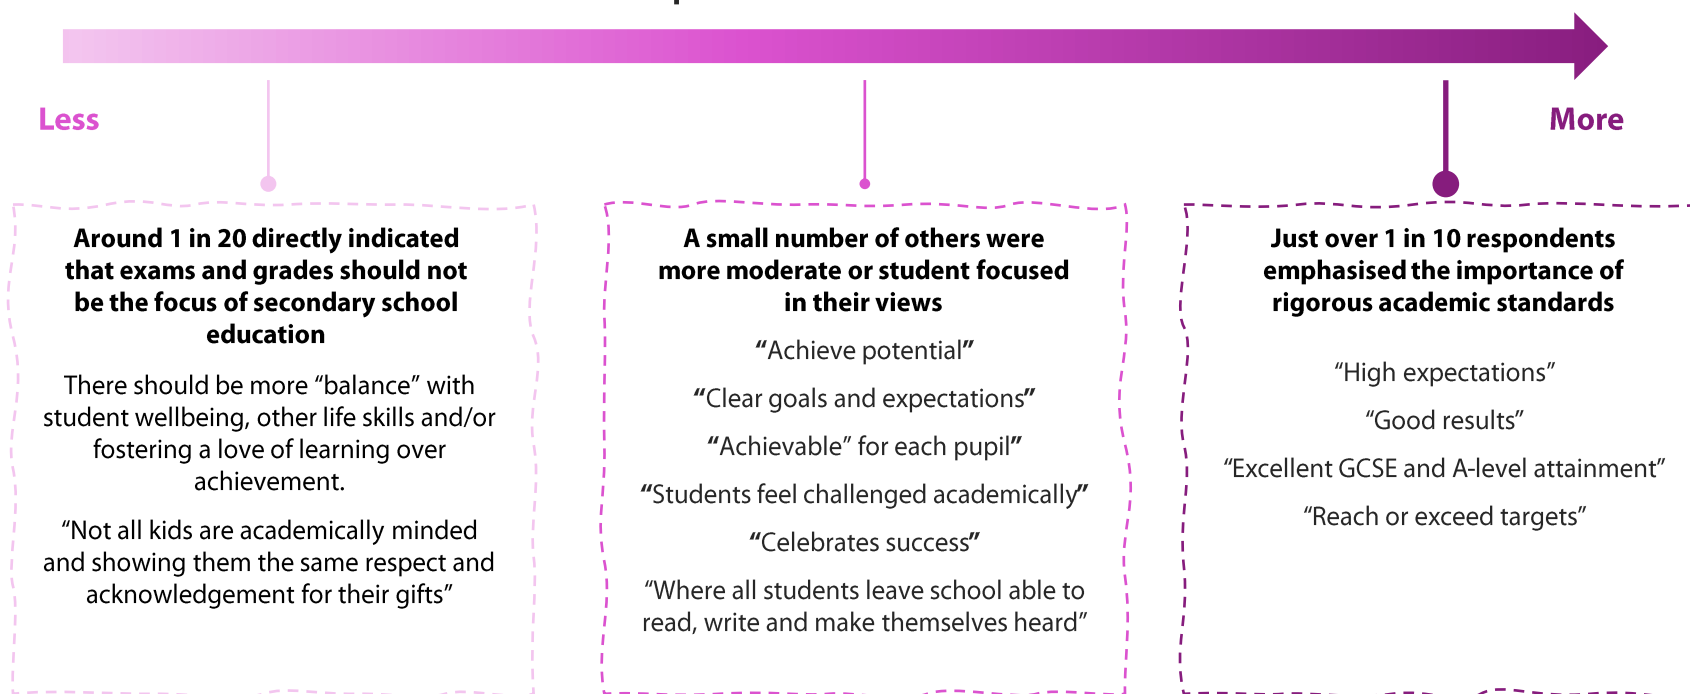 Less
More
Around 1 in 20 directly indicated
that exams and grades should not
be the focus of secondary school
education
There should be more “balance” with
student wellbeing, other life skills and/or
fostering a love of learning over
achievement.
“Not all kids are academically minded
and showing them the same respect and
acknowledgement for their gifts”
A small number of others were
more moderate or student focused
in their views
“Achieve potential”
“Clear goals and expectations”
“Achievable” for each pupil”
“Students feel challenged academically”
“Celebrates success”
“Where all students leave school able to
read, write and make themselves heard”
Just over 1 in 10 respondents
emphasised the importance of
rigorous academic standards
“High expectations”
“Good results”
“Excellent GCSE and A-level attainment”
“Reach or exceed targets”